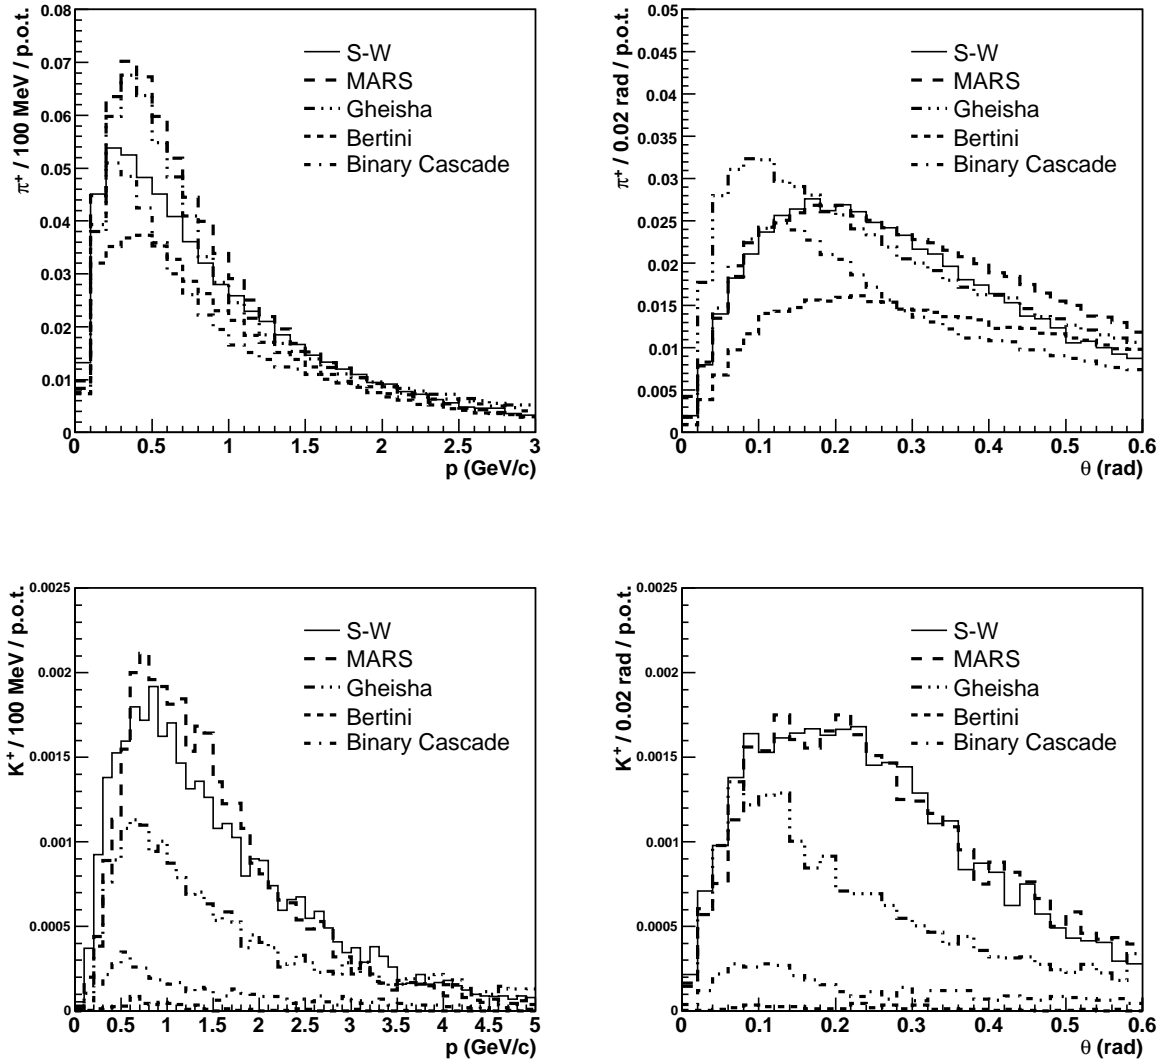 π⁺ / 100 MeV / p.o.t.
0.08
0.07
0.06
0.05
0.04
0.03
0.02
0.01
0
S-W
MARS
Gheisha
Bertini
Binary Cascade
0 0.5 1 1.5 2 2.5 3
p (GeV/c)
π⁺ / 0.02 rad / p.o.t.
0.05
0.045
0.04
0.035
0.03
0.025
0.02
0.015
0.01
0.005
0
S-W
MARS
Gheisha
Bertini
Binary Cascade
0 0.1 0.2 0.3 0.4 0.5 0.6
θ (rad)
K⁺ / 100 MeV / p.o.t.
0.0025
0.002
0.0015
0.001
0.0005
0
S-W
MARS
Gheisha
Bertini
Binary Cascade
0 0.5 1 1.5 2 2.5 3 3.5 4 4.5 5
p (GeV/c)
K⁺ / 0.02 rad / p.o.t.
0.0025
0.002
0.0015
0.001
0.0005
0
S-W
MARS
Gheisha
Bertini
Binary Cascade
0 0.1 0.2 0.3 0.4 0.5 0.6
θ (rad)